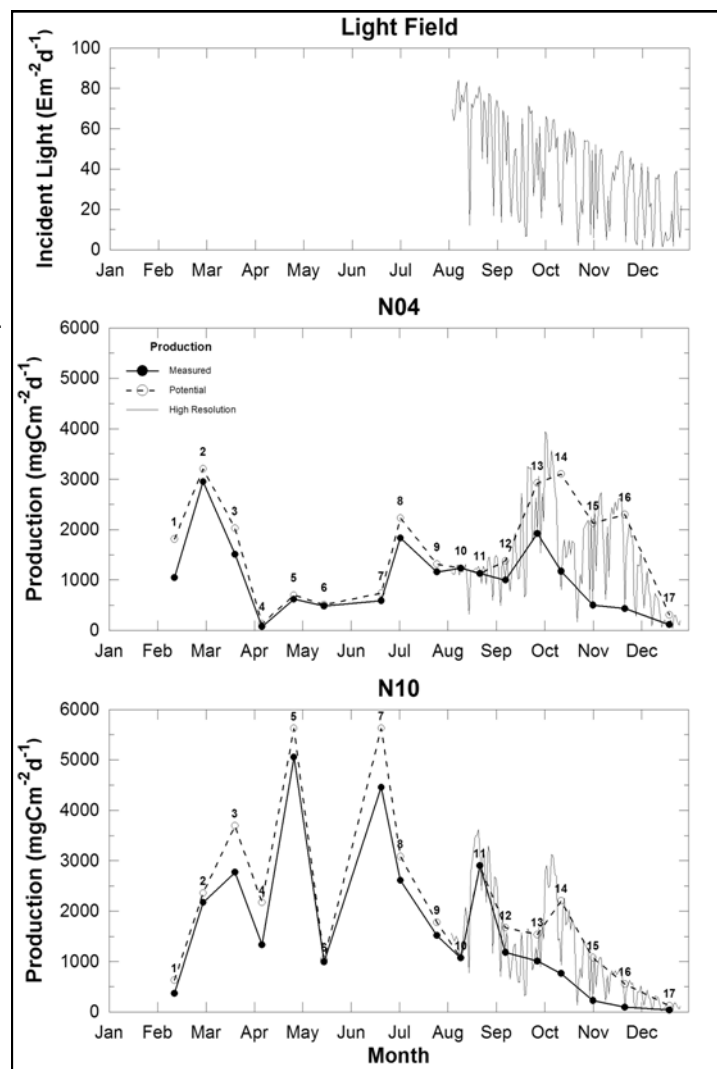 Light Field
Incident Light (Em⁻²d⁻¹)
100
80
60
40
20
0
Jan Feb Mar Apr May Jun Jul Aug Sep Oct Nov Dec
N04
Production (mgCm⁻²d⁻¹)
6000
5000
4000
3000
2000
1000
0
Production
Measured
Potential
High Resolution
1 2 3 4 5 6 7 8 9 10 11 12 13 14 15 16 17
Jan Feb Mar Apr May Jun Jul Aug Sep Oct Nov Dec
N10
Production (mgCm⁻²d⁻¹)
6000
5000
4000
3000
2000
1000
0
1 2 3 4 5 6 7 8 9 10 11 12 13 14 15 16 17
Jan Feb Mar Apr May Jun Jul Aug Sep Oct Nov Dec
Month